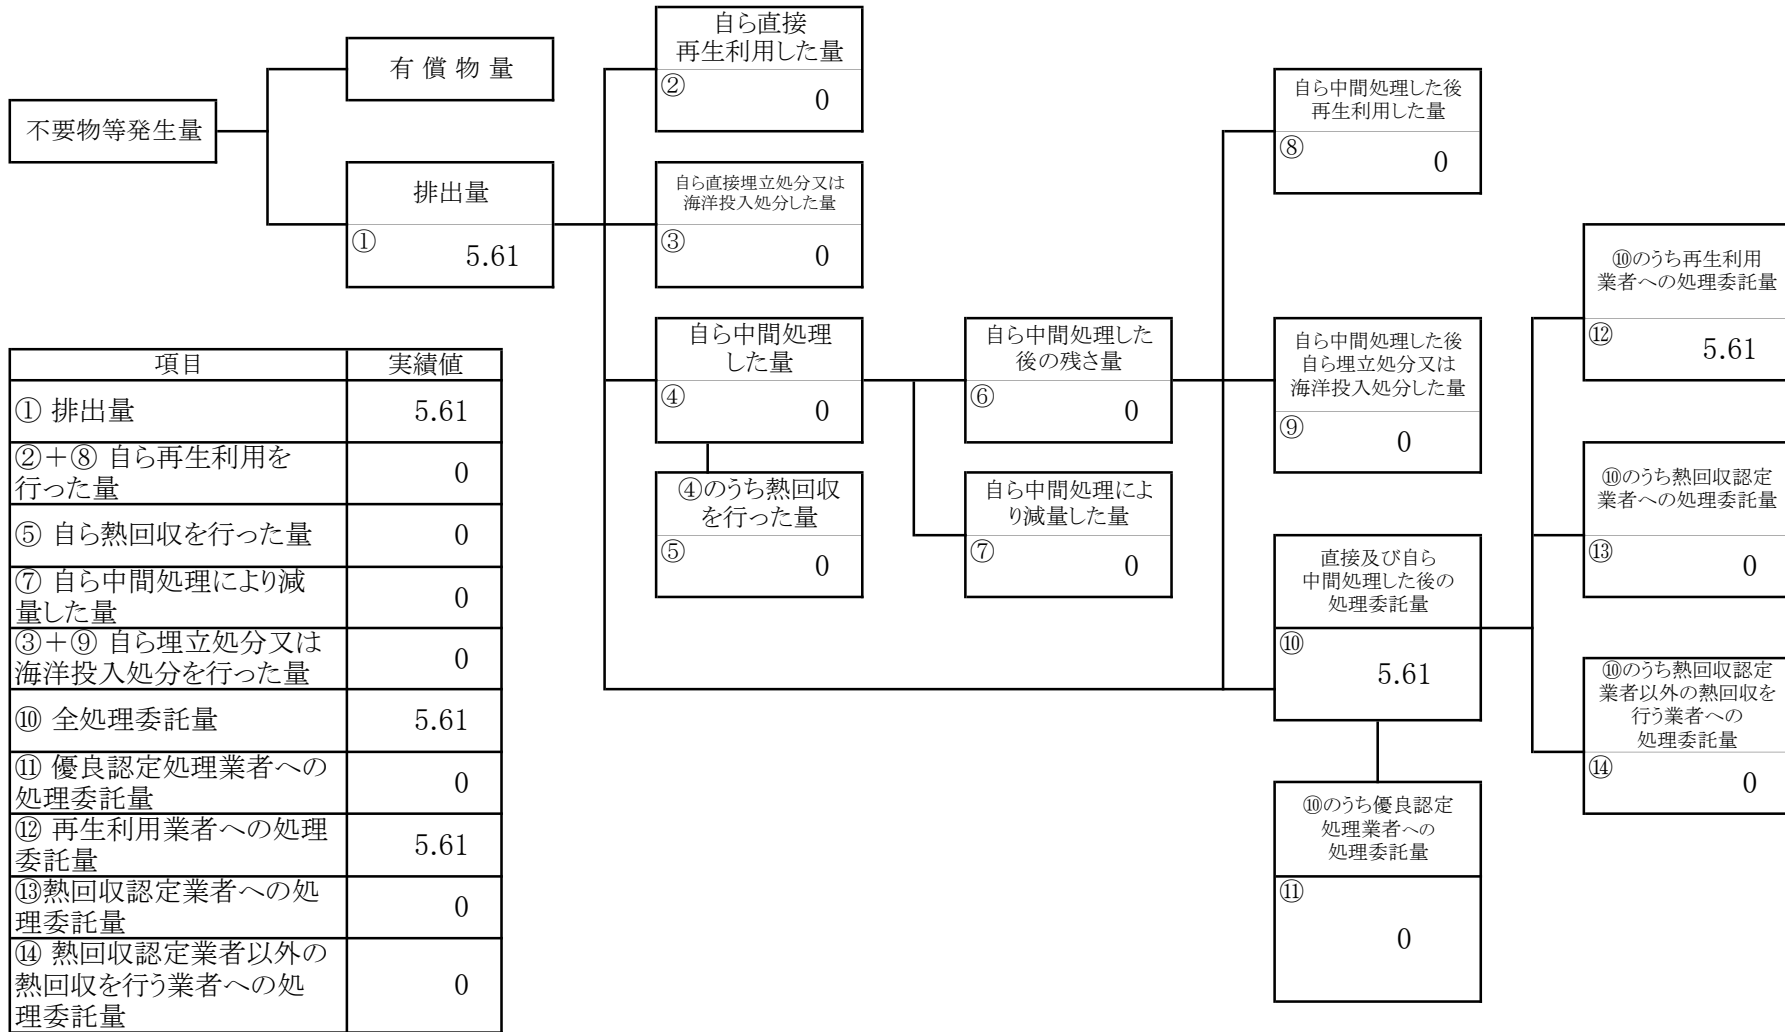 不要物等発生量
有 償 物 量
排出量
①
5.61
自ら直接
再生利用した量
②
0
自ら直接埋立処分又は
海洋投入処分した量
③
0
自ら中間処理
した量
④
0
④のうち熱回収
を行った量
⑤
0
自ら中間処理した
後の残さ量
⑥
0
自ら中間処理によ
り減量した量
⑦
0
自ら中間処理した後
再生利用した量
⑧
0
自ら中間処理した後
自ら埋立処分又は
海洋投入処分した量
⑨
0
直接及び自ら
中間処理した後の
処理委託量
⑩
5.61
⑩のうち優良認定
処理業者への
処理委託量
⑪
0
⑩のうち再生利用
業者への処理委託量
⑫
5.61
⑩のうち熱回収認定
業者への処理委託量
⑬
0
⑩のうち熱回収認定
業者以外の熱回収を
行う業者への
処理委託量
⑭
0
項目 実績値
① 排出量 5.61
②＋⑧ 自ら再生利用を
行った量 0
⑤ 自ら熱回収を行った量 0
⑦ 自ら中間処理により減
量した量 0
③＋⑨ 自ら埋立処分又は
海洋投入処分を行った量 0
⑩ 全処理委託量 5.61
⑪ 優良認定処理業者への
処理委託量 0
⑫ 再生利用業者への処理
委託量 5.61
⑬熱回収認定業者への処
理委託量 0
⑭ 熱回収認定業者以外の
熱回収を行う業者への処
理委託量 0